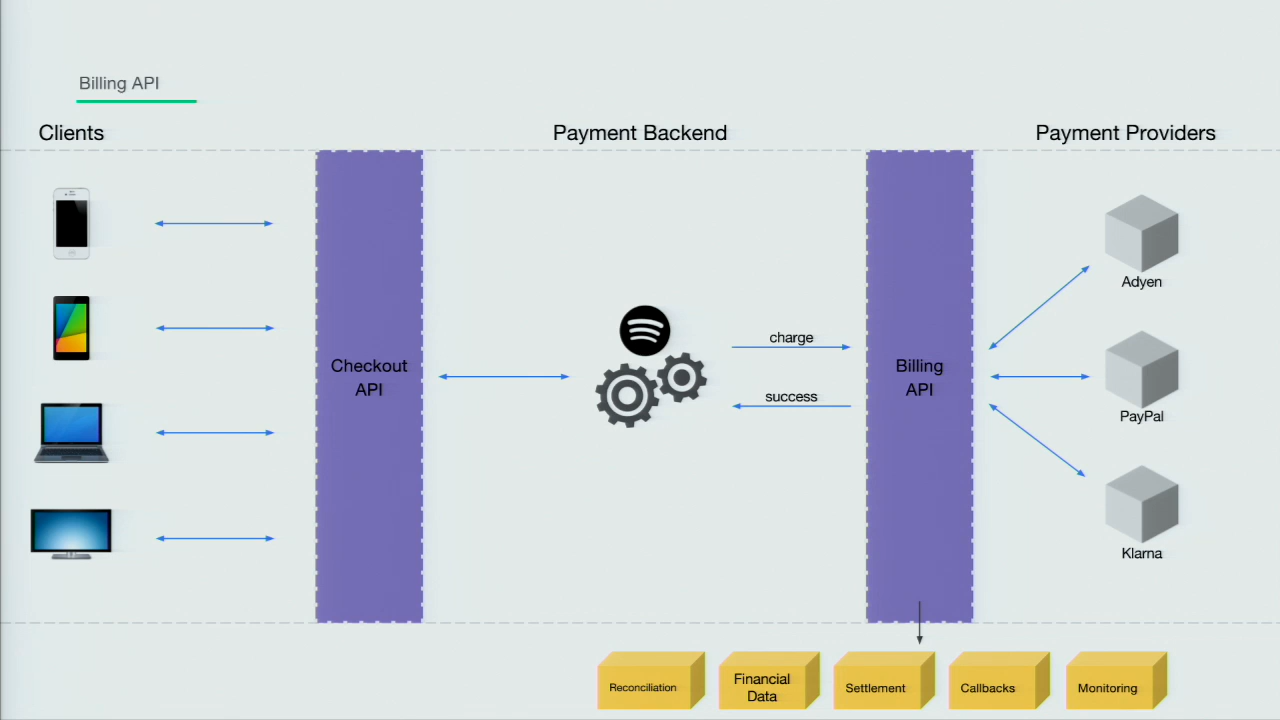 Billing API
Clients
Payment Backend
Payment Providers
Checkout
API
charge
success
Billing
API
Adyen
PayPal
Klarna
Reconciliation
Financial
Data
Settlement
Callbacks
Monitoring